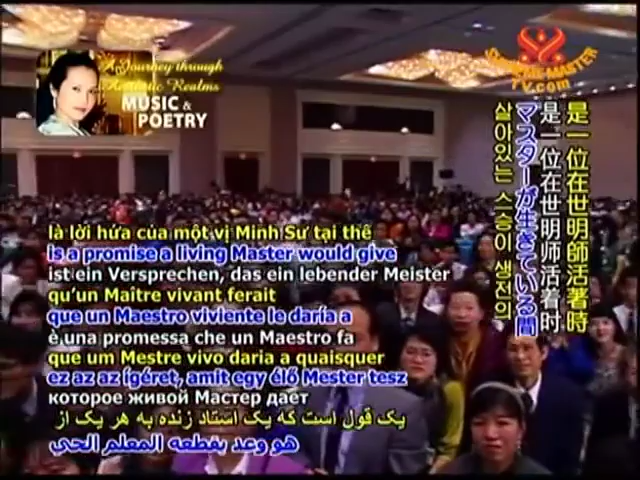 A Journey through
Aesthetic Realms
MUSIC &
POETRY
SUPREME MASTER
TV.com
是一位在世明師活著時
是一位在世明师活着时
マスターが生きている間
살아있는 스승이 생전의
là lời hứa của một vị Minh Sư tại thế
is a promise a living Master would give
ist ein Versprechen, das ein lebender Meister
qu'un Maître vivant ferait
que un Maestro viviente le daría a
è una promessa che un Maestro fa
que um Mestre vivo daria a quaisquer
ez az az ígéret, amit egy élő Mester tesz
которое живой Мастер даёт
یک قول است که یک استاد زنده به هر یک از
هو وعد يقطعه المعلم الحي